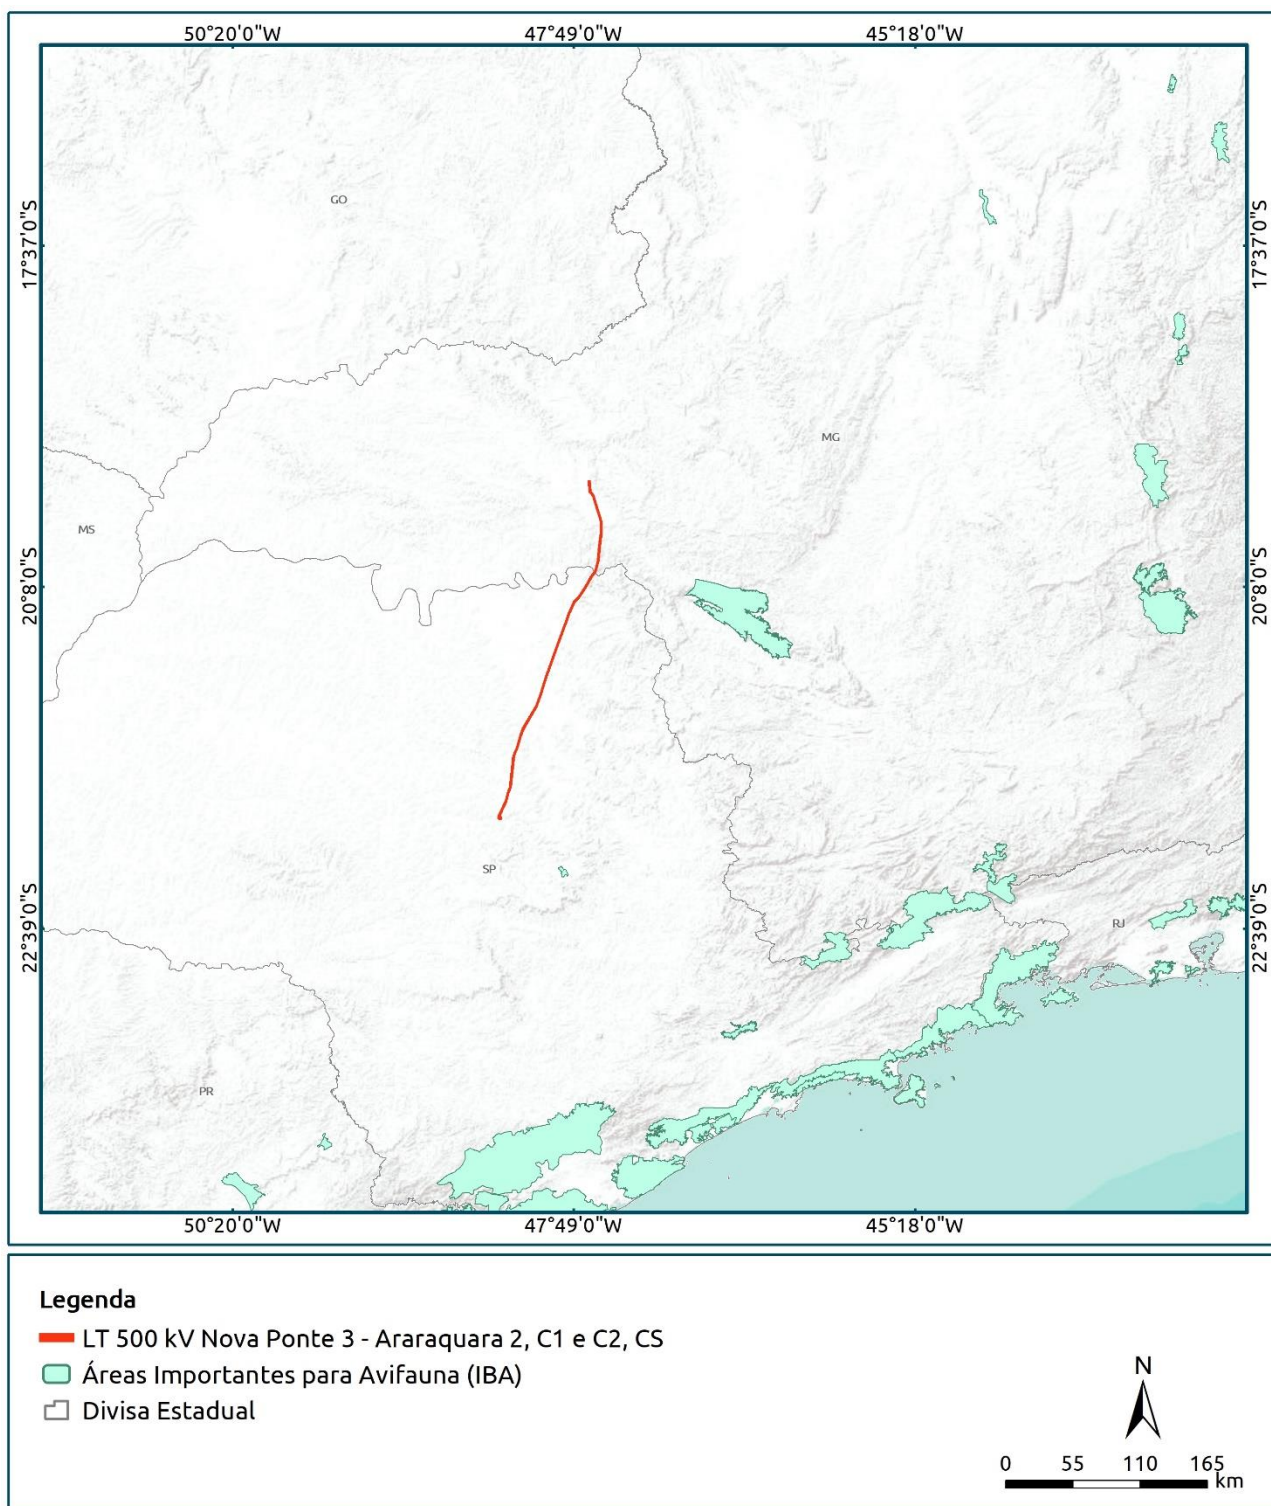 50°20'0"W 47°49'0"W 45°18'0"W
17°37'0"S
17°37'0"S
GO
MG
MS
20°8'0"S
20°8'0"S
SP
22°39'0"S
22°39'0"S
RJ
PR
50°20'0"W 47°49'0"W 45°18'0"W
Legenda
LT 500 kV Nova Ponte 3 - Araraquara 2, C1 e C2, CS
Áreas Importantes para Avifauna (IBA)
Divisa Estadual
N
0 55 110 165
km